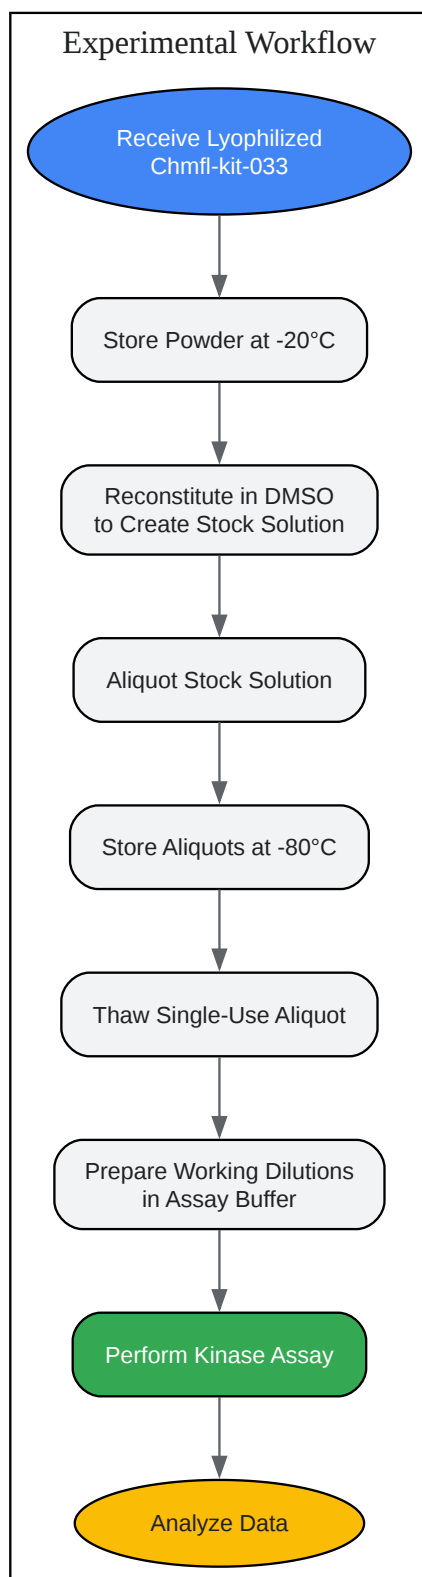 Experimental Workflow
Receive Lyophilized
Chmfl-kit-033
Store Powder at -20°C
Reconstitute in DMSO
to Create Stock Solution
Aliquot Stock Solution
Store Aliquots at -80°C
Thaw Single-Use Aliquot
Prepare Working Dilutions
in Assay Buffer
Perform Kinase Assay
Analyze Data